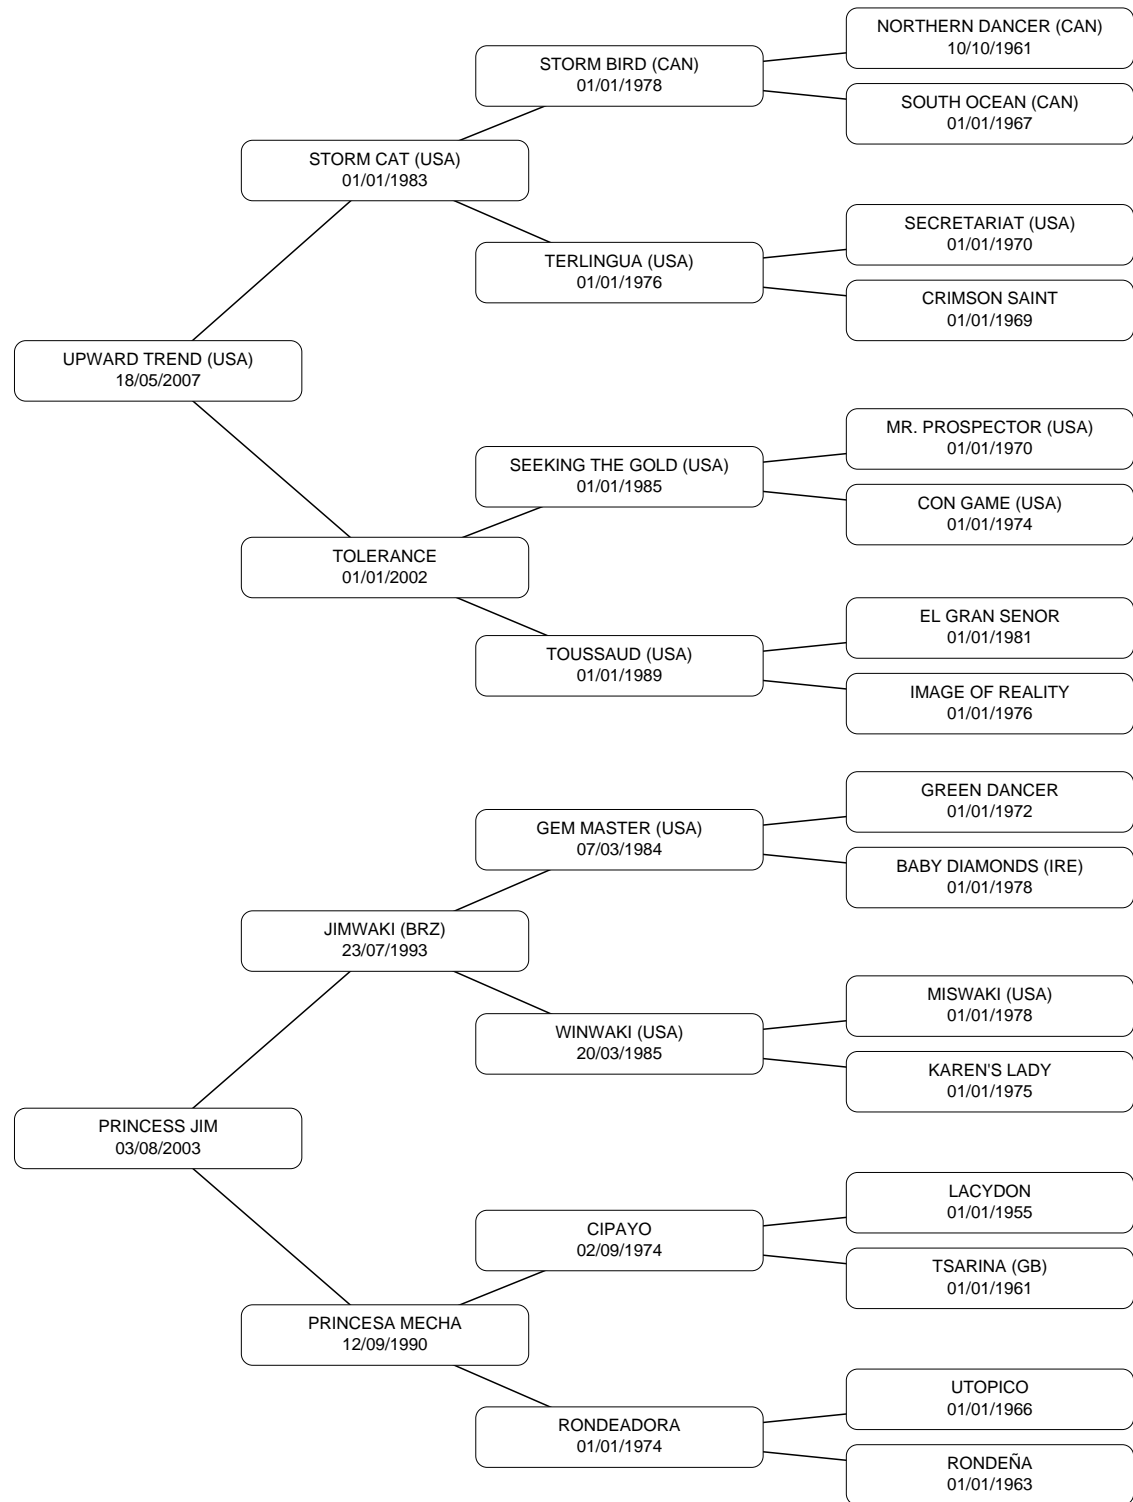 NORTHERN DANCER (CAN)
10/10/1961
STORM BIRD (CAN)
01/01/1978
SOUTH OCEAN (CAN)
01/01/1967
STORM CAT (USA)
01/01/1983
SECRETARIAT (USA)
01/01/1970
TERLINGUA (USA)
01/01/1976
CRIMSON SAINT
01/01/1969
UPWARD TREND (USA)
18/05/2007
MR. PROSPECTOR (USA)
01/01/1970
SEEKING THE GOLD (USA)
01/01/1985
CON GAME (USA)
01/01/1974
TOLERANCE
01/01/2002
EL GRAN SENOR
01/01/1981
TOUSSAUD (USA)
01/01/1989
IMAGE OF REALITY
01/01/1976
GREEN DANCER
01/01/1972
GEM MASTER (USA)
07/03/1984
BABY DIAMONDS (IRE)
01/01/1978
JIMWAKI (BRZ)
23/07/1993
MISWAKI (USA)
01/01/1978
WINWAKI (USA)
20/03/1985
KAREN'S LADY
01/01/1975
PRINCESS JIM
03/08/2003
LACYDON
01/01/1955
CIPAYO
02/09/1974
TSARINA (GB)
01/01/1961
PRINCESA MECHA
12/09/1990
UTOPICO
01/01/1966
RONDEADORA
01/01/1974
RONDEÑA
01/01/1963